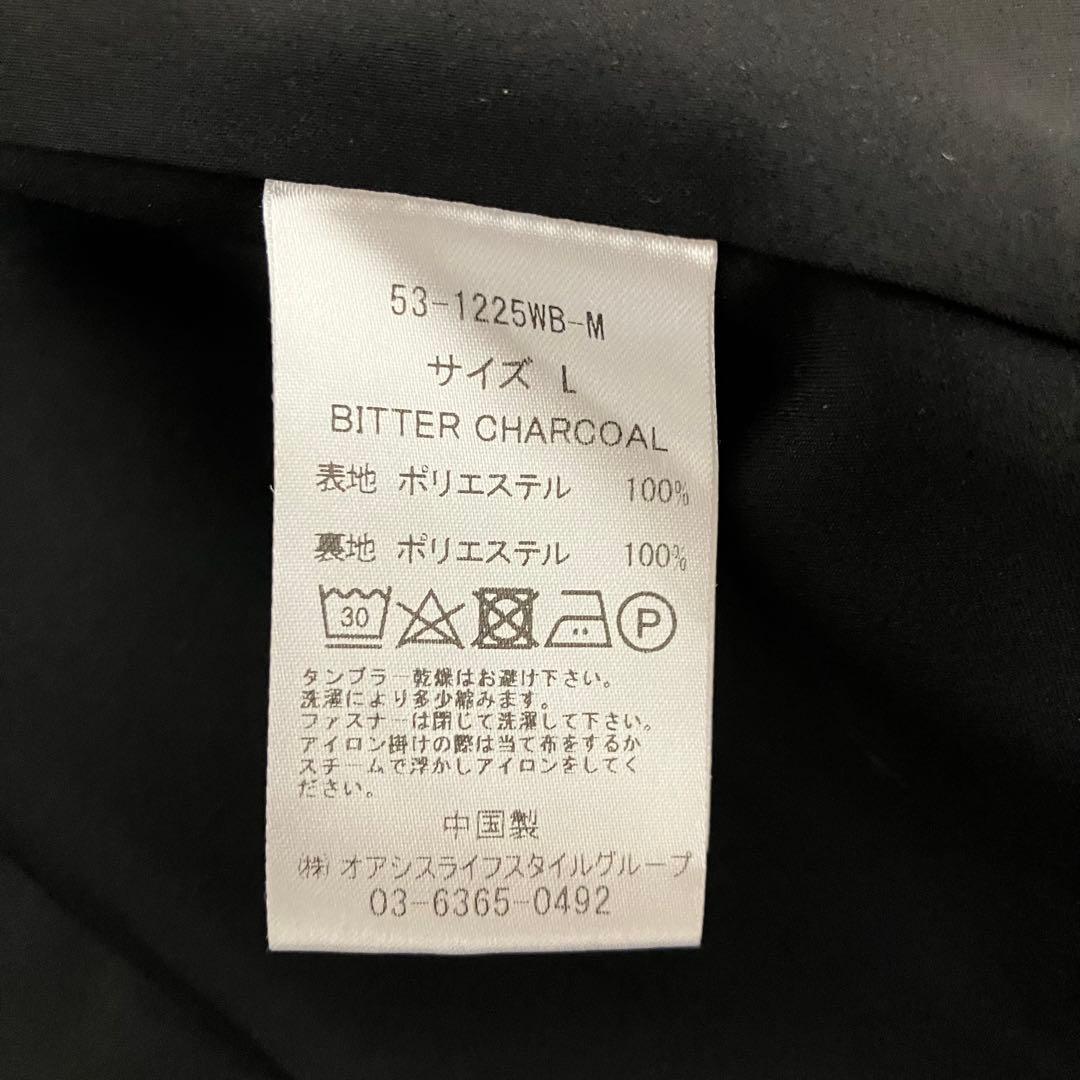 53-1225WB-M
サイズ L
BITTER CHARCOAL
表地 ポリエステル 100%
裏地 ポリエステル 100%
30 P
タンブラー乾燥はお避け下さい。
洗濯により多少縮みます。
ファスナーは閉じて洗濯して下さい。
アイロン掛けの際は当て布をするか
スチームで浮かしアイロンをしてく
ださい。
中国製
㈱オアシスライフスタイルグループ
03-6365-0492